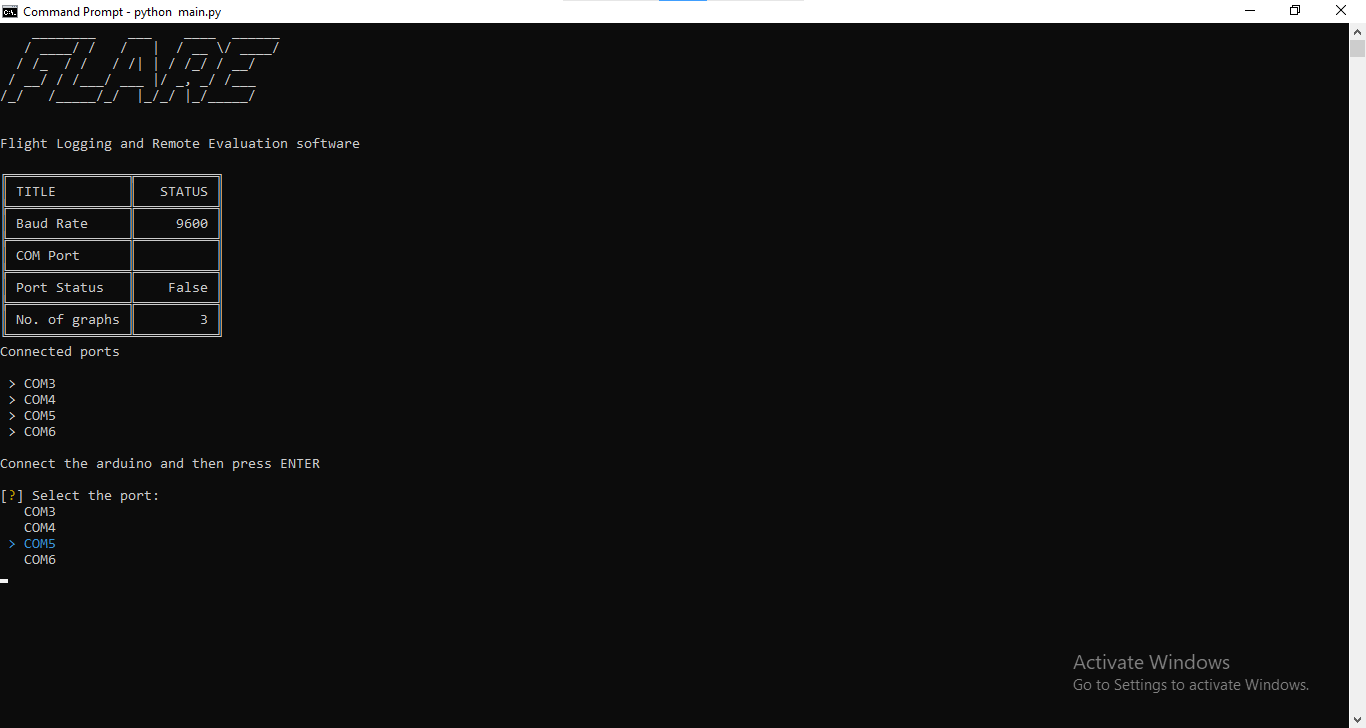 Command Prompt - python  main.py
FLARE
Flight Logging and Remote Evaluation software
TITLE STATUS
Baud Rate 9600
COM Port
Port Status False
No. of graphs 3
Connected ports
> COM3
> COM4
> COM5
> COM6
Connect the arduino and then press ENTER
[?] Select the port:
COM3
COM4
> COM5
COM6
Activate Windows
Go to Settings to activate Windows.